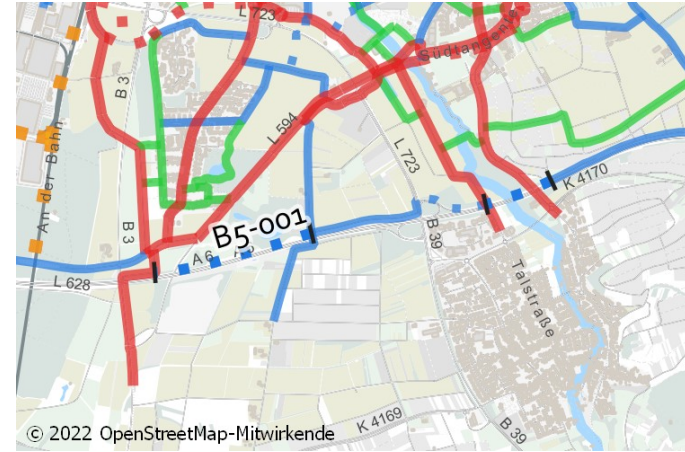 L 723
Südtangente
B 3
An der Bahn
L 594
L 723
K 4170
B 3
B5-001
A 6
B 39
L 628
Talstraße
K 4169
B 39
© 2022 OpenStreetMap-Mitwirkende